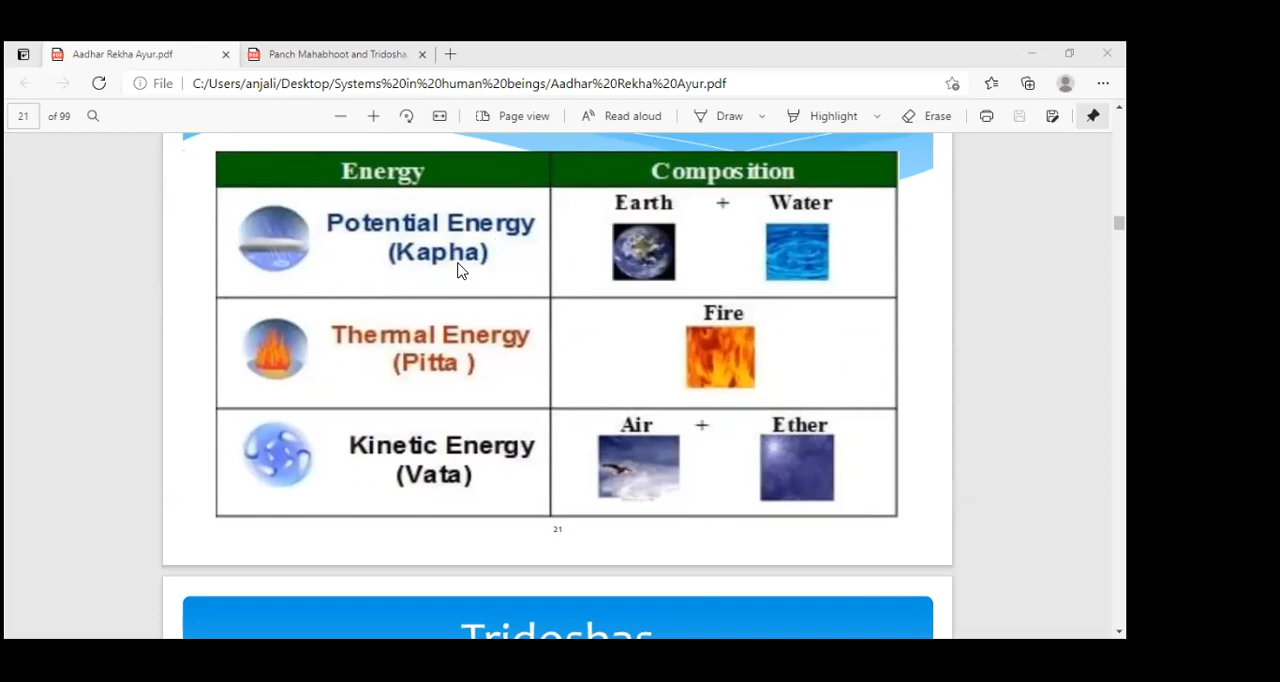 Aadhar Rekha Ayur.pdf
Panch Mahabhoot and Tridosha.
File C:/Users/anjali/Desktop/Systems%20in%20human%20beings/Aadhar%20Rekha%20Ayur.pdf
21 of 99 Page view Read aloud Draw Highlight Erase
Energy Composition
Potential Energy
(Kapha)
Earth + Water
Thermal Energy
(Pitta )
Fire
Kinetic Energy
(Vata)
Air + Ether
21
Tridoshas